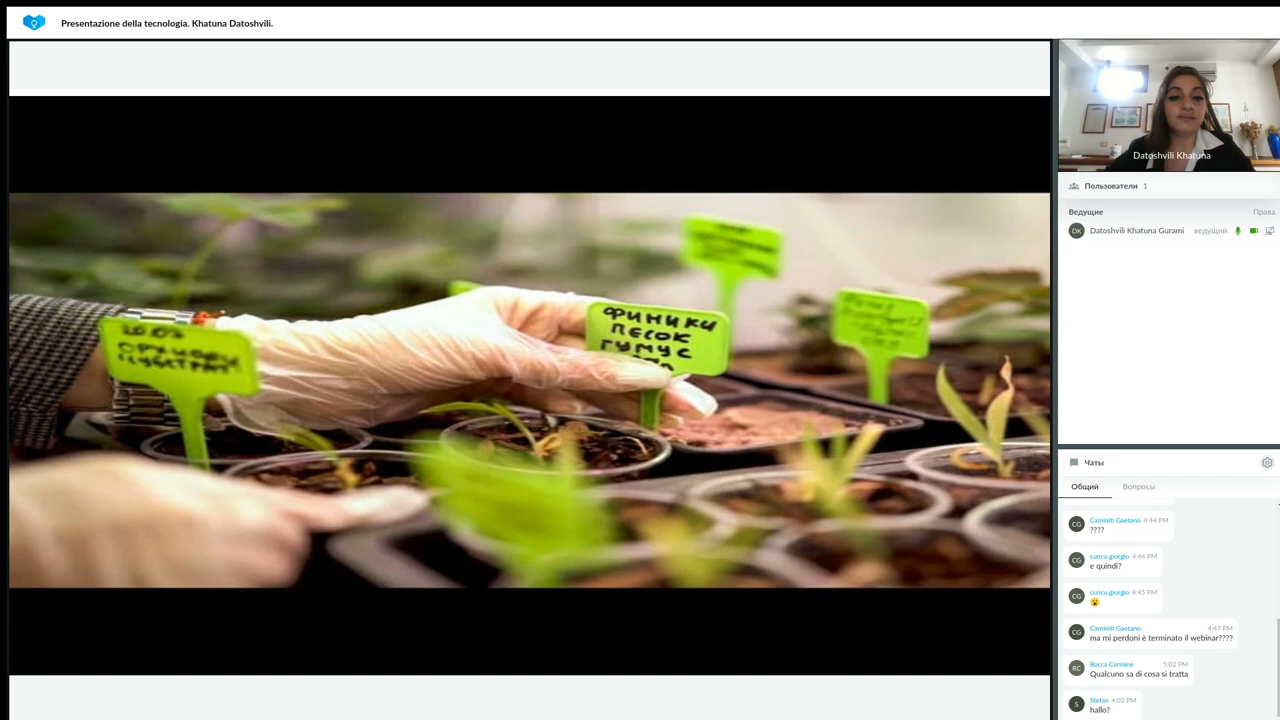 Presentazione della tecnologia. Khatuna Datoshvili.
ФИНИКИ
ПЕСОК
ГУМУС
Datoshvili Khatuna
Пользователи 1
Ведущие Права
DK Datoshvili Khatuna Gurami ведущий
Чаты
Общий Вопросы
CG Caminiti Gaetano 4:44 PM
????
CG cuncu giorgio 4:44 PM
e quindi?
CG cuncu giorgio 4:45 PM
😮
CG Caminiti Gaetano 4:47 PM
ma mi perdoni è terminato il webinar????
RC Rocca Carmine 5:02 PM
Qualcuno sa di cosa si tratta
S Stefan 4:02 PM
hallo?